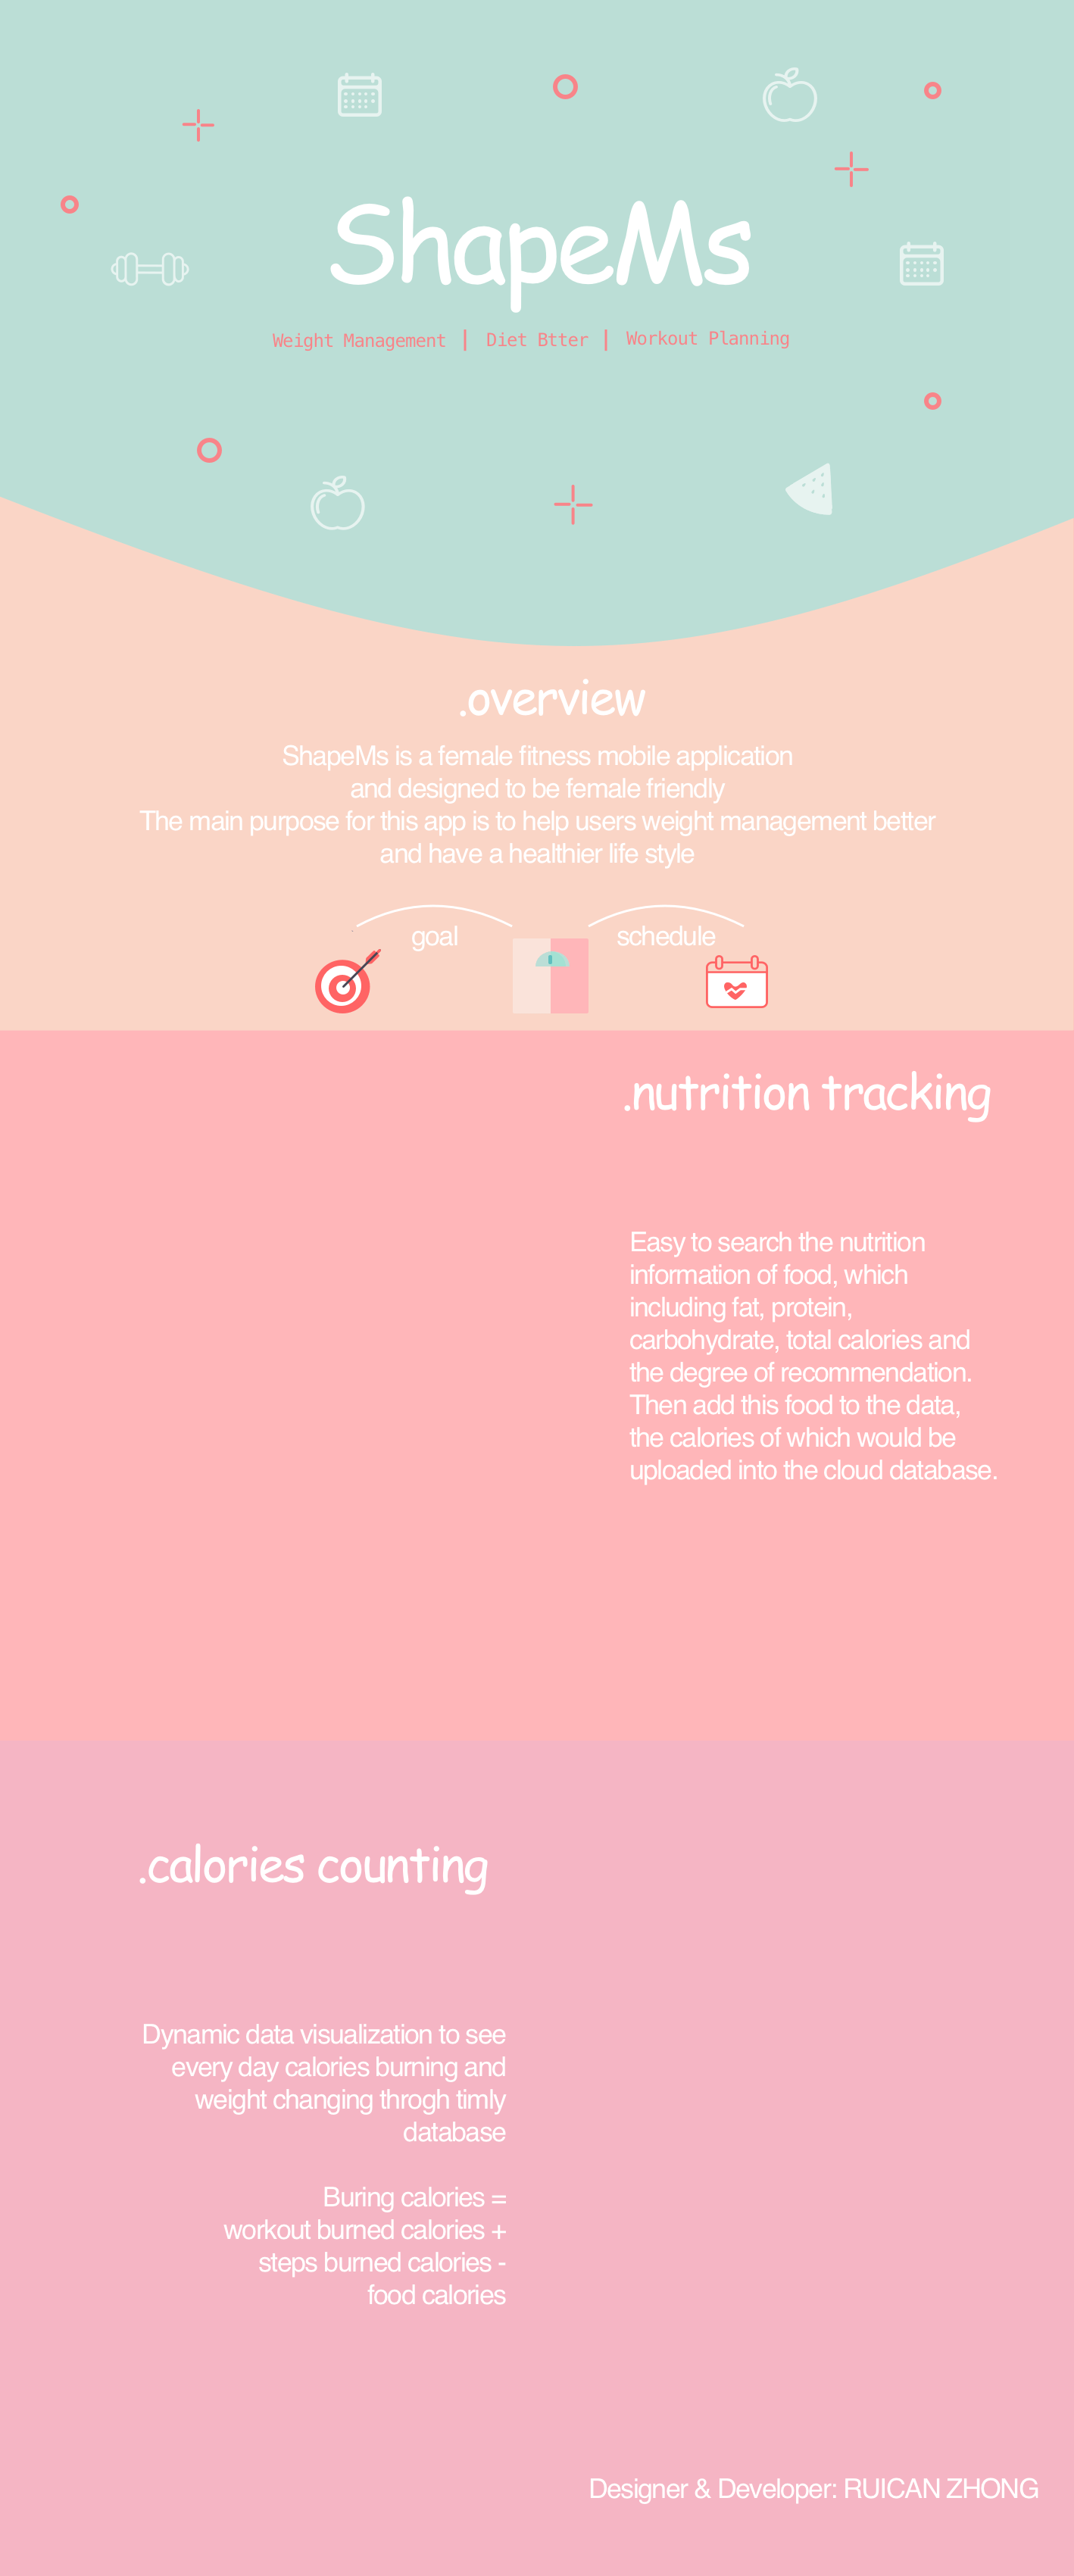 ShapeMs
Weight Management | Diet Btter | Workout Planning
.overview
ShapeMs is a female fitness mobile application
and designed to be female friendly
The main purpose for this app is to help users weight management better
and have a healthier life style
goal
schedule
.nutrition tracking
Easy to search the nutrition
information of food, which
including fat, protein,
carbohydrate, total calories and
the degree of recommendation.
Then add this food to the data,
the calories of which would be
uploaded into the cloud database.
.calories counting
Dynamic data visualization to see
every day calories burning and
weight changing throgh timly
database
Buring calories =
workout burned calories +
steps burned calories -
food calories
Designer & Developer: RUICAN ZHONG